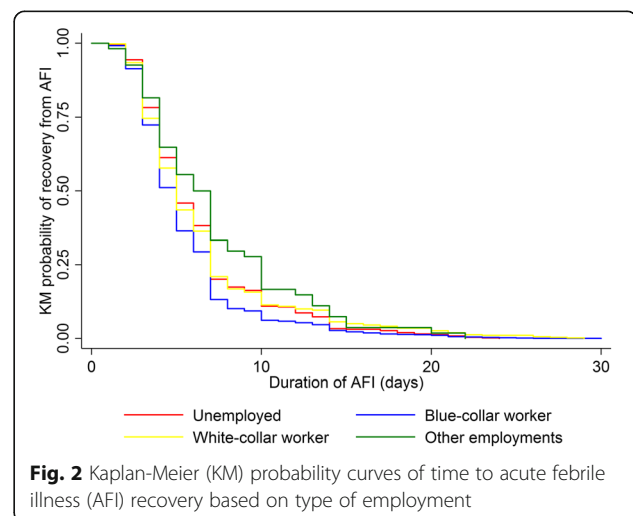 KM probability of recovery from AFI
1.00
0.75
0.50
0.25
0.00
0
10
20
30
Duration of AFI (days)
Unemployed
Blue-collar worker
White-collar worker
Other employments
Fig. 2 Kaplan-Meier (KM) probability curves of time to acute febrile
illness (AFI) recovery based on type of employment